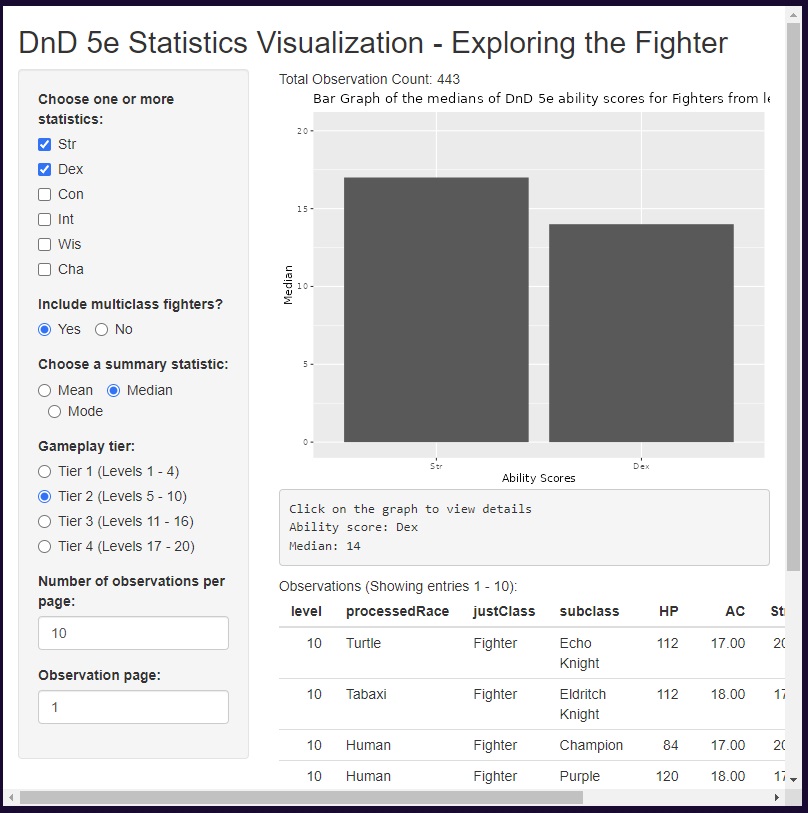 DnD 5e Statistics Visualization - Exploring the Fighter
Choose one or more
statistics:
Str
Dex
Con
Int
Wis
Cha
Include multiclass fighters?
Yes No
Choose a summary statistic:
Mean Median
Mode
Gameplay tier:
Tier 1 (Levels 1 - 4)
Tier 2 (Levels 5 - 10)
Tier 3 (Levels 11 - 16)
Tier 4 (Levels 17 - 20)
Number of observations per
page:
10
Observation page:
1
Total Observation Count: 443
Bar Graph of the medians of DnD 5e ability scores for Fighters from
20
15
10
5
0
Median
Str Dex
Ability Scores
Click on the graph to view details
Ability score: Dex
Median: 14
Observations (Showing entries 1 - 10):
level processedRace justClass subclass HP AC
10 Turtle Fighter Echo 112 17.00
Knight
10 Tabaxi Fighter Eldritch 112 18.00
Knight
10 Human Fighter Champion 84 17.00
10 Human Fighter Purple 120 18.00